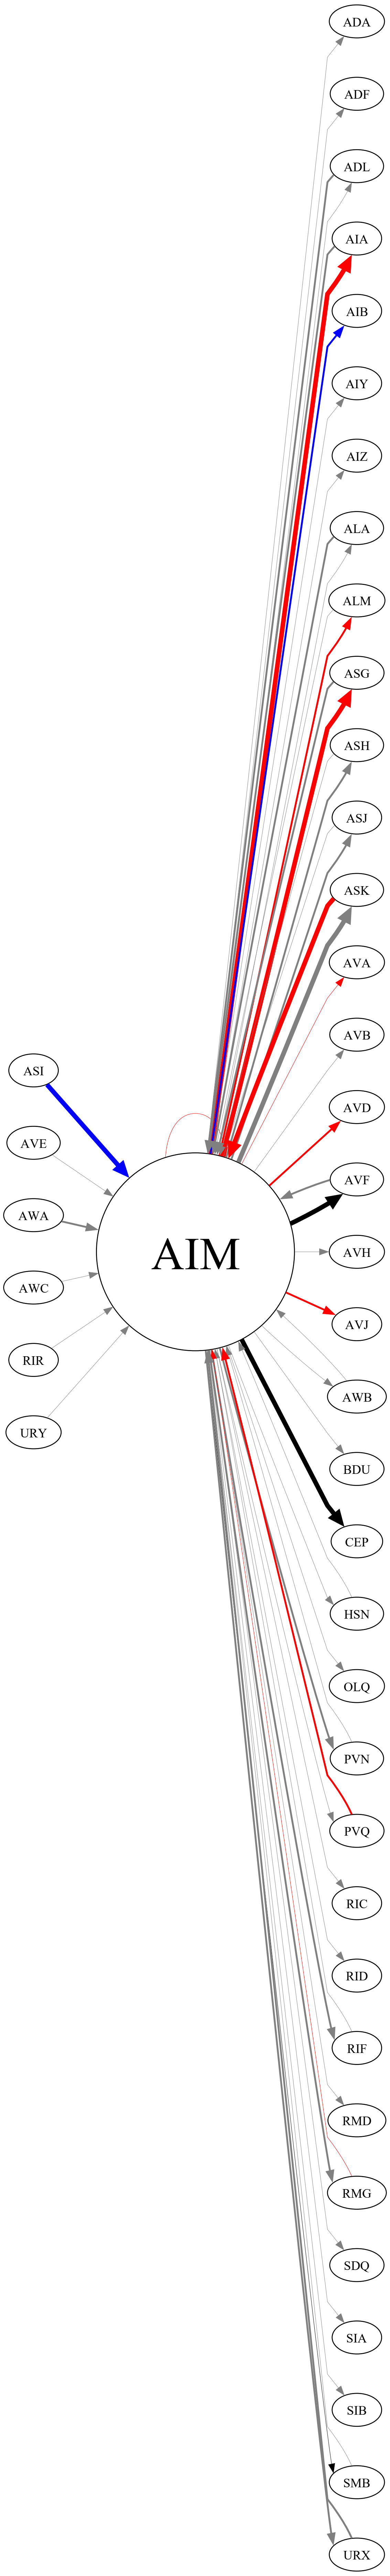 ADA
ADF
ADL
AIA
AIB
AIY
AIZ
ALA
ALM
ASG
ASH
ASJ
ASK
AVA
AVB
ASI
AVD
AVE
AVF
AWA
AIM
AVH
AWC
AVJ
RIR
AWB
URY
BDU
CEP
HSN
OLQ
PVN
PVQ
RIC
RID
RIF
RMD
RMG
SDQ
SIA
SIB
SMB
URX